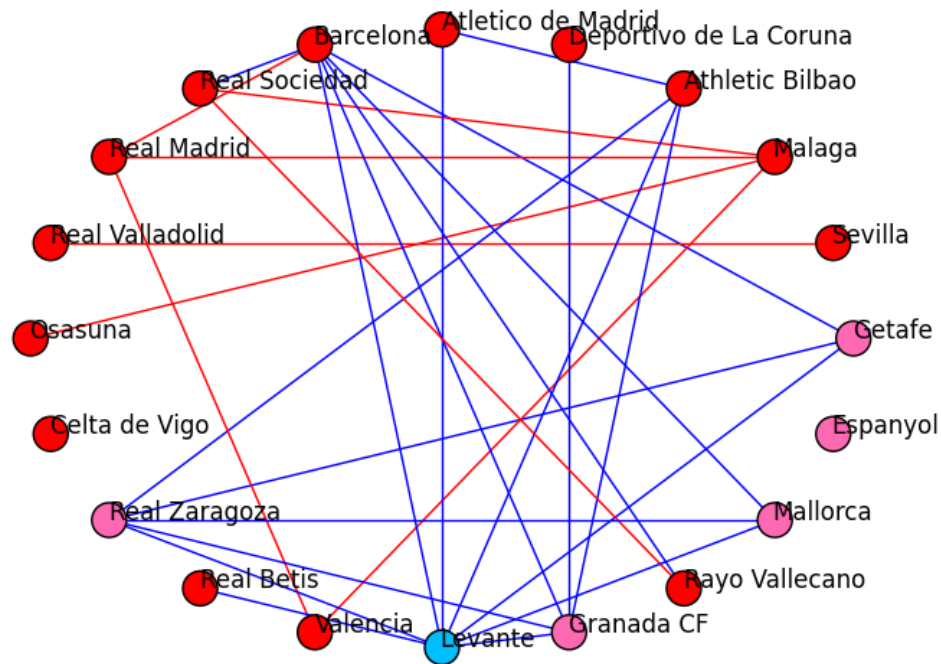 Atletico de Madrid
Barcelona
Deportivo de La Coruna
Real Sociedad
Athletic Bilbao
Real Madrid
Malaga
Real Valladolid
Sevilla
Osasuna
Getafe
Celta de Vigo
Espanyol
Real Zaragoza
Mallorca
Real Betis
Rayo Vallecano
Valencia
Levante
Granada CF